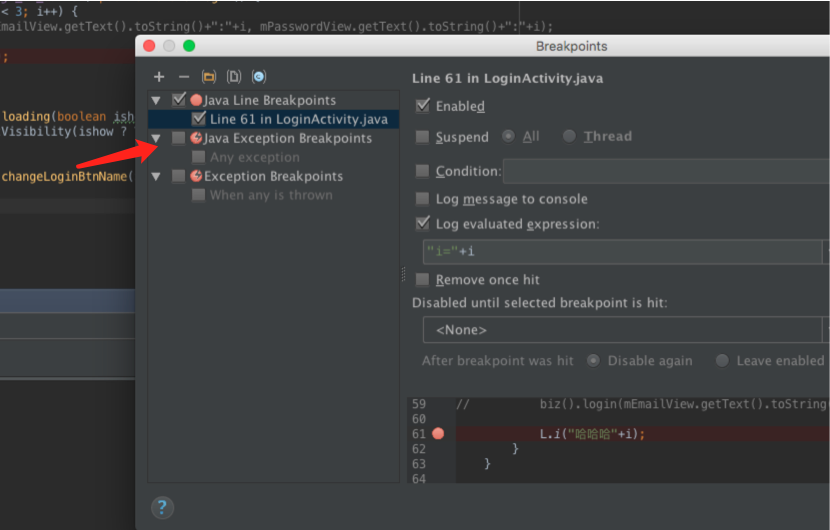 < 3; i++) {
mailView.getText().toString()+":"+i, mPasswordView.getText().toString()+":"+i);
;
loading(boolean ish
Visibility(ishow ?
changeLoginBtnName(
Breakpoints
Java Line Breakpoints
Line 61 in LoginActivity.java
Java Exception Breakpoints
Any exception
Exception Breakpoints
When any is thrown
Line 61 in LoginActivity.java
Enabled
Suspend All Thread
Condition:
Log message to console
Log evaluated expression:
"i="+i
Remove once hit
Disabled until selected breakpoint is hit:
<None>
After breakpoint was hit Disable again Leave enabled
59 // biz().login(mEmailView.getText().toString(
60
61 L.i("哈哈哈"+i);
62 }
63 }
64
?